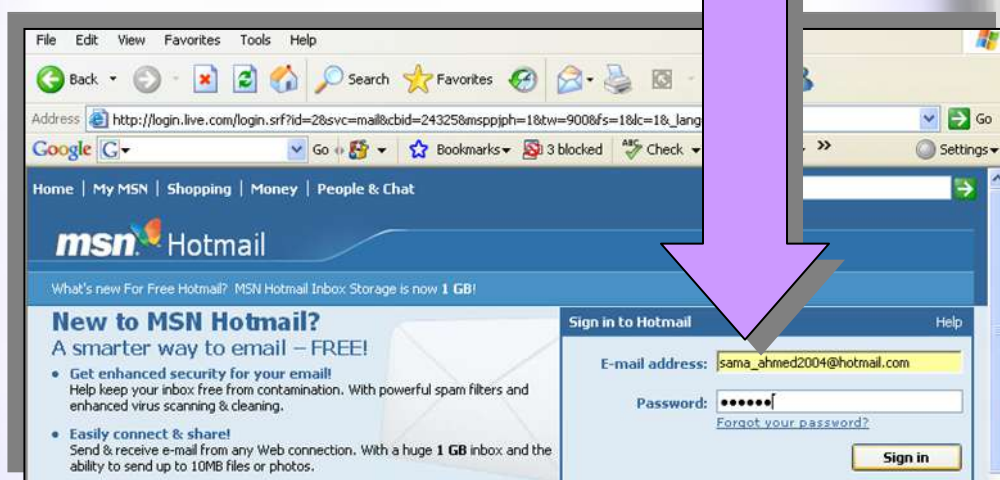 File Edit View Favorites Tools Help
Back Search Favorites
Address http://login.live.com/login.srf?id=2&svc=mail&cbid=24325&msppjph=1&tw=900&fs=1&lc=1&_lang Go
Google G Go Bookmarks 3 blocked ABC Check >> Settings
Home | My MSN | Shopping | Money | People & Chat
msn Hotmail
What's new For Free Hotmail? MSN Hotmail Inbox Storage is now 1 GB!
New to MSN Hotmail?
A smarter way to email – FREE!
• Get enhanced security for your email!
Help keep your inbox free from contamination. With powerful spam filters and
enhanced virus scanning & cleaning.
• Easily connect & share!
Send & receive e-mail from any Web connection. With a huge 1 GB inbox and the
ability to send up to 10MB files or photos.
Sign in to Hotmail Help
E-mail address: sama_ahmed2004@hotmail.com
Password: ●●●●●●
Forgot your password?
Sign in